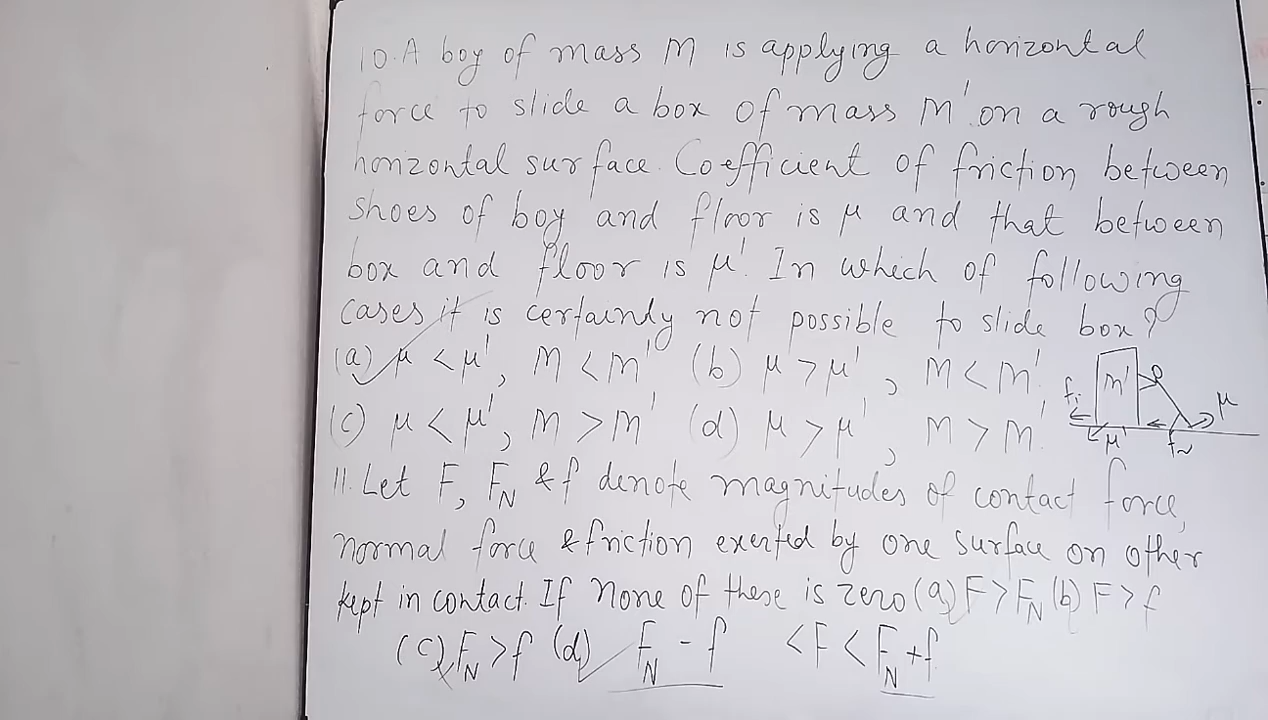 10. A boy of mass M is applying a horizontal
force to slide a box of mass M' on a rough
horizontal surface. Coefficient of friction between
shoes of boy and floor is μ and that between
box and floor is μ'. In which of following
cases it is certainly not possible to slide box?
(a) μ < μ', M < M' (b) μ > μ', M < M'
(c) μ < μ', M > M' (d) μ > μ', M > M'
M'
μ
μ'
11. Let F, F_N & f denote magnitudes of contact force,
normal force & friction exerted by one surface on other
kept in contact. If none of these is zero (a) F > F_N (b) F > f
(c) F_N > f (d) F_N - f < F < F_N + f